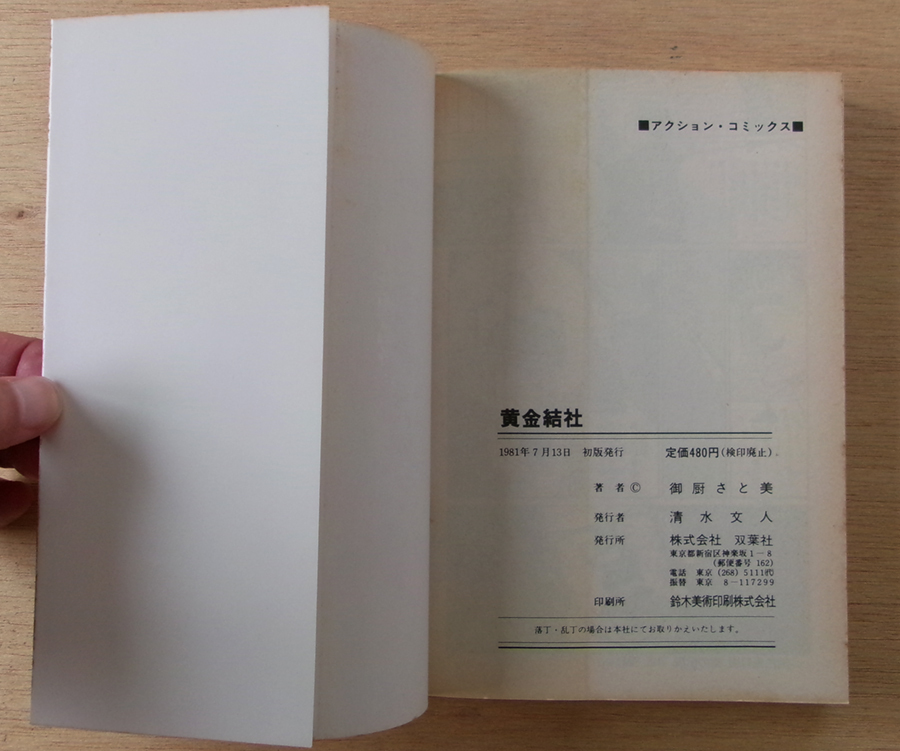 ■アクション・コミックス■
黄金結社
1981年7月13日 初版発行 定価480円(検印廃止)。
著者© 御厨さと美
発行者 清水文人
発行所 株式会社 双葉社
東京都新宿区神楽坂1-8
(郵便番号 162)
電話 東京(268)5111代
振替 東京 8-117299
印刷所 鈴木美術印刷株式会社
落丁・乱丁の場合は本社にてお取りかえいたします。